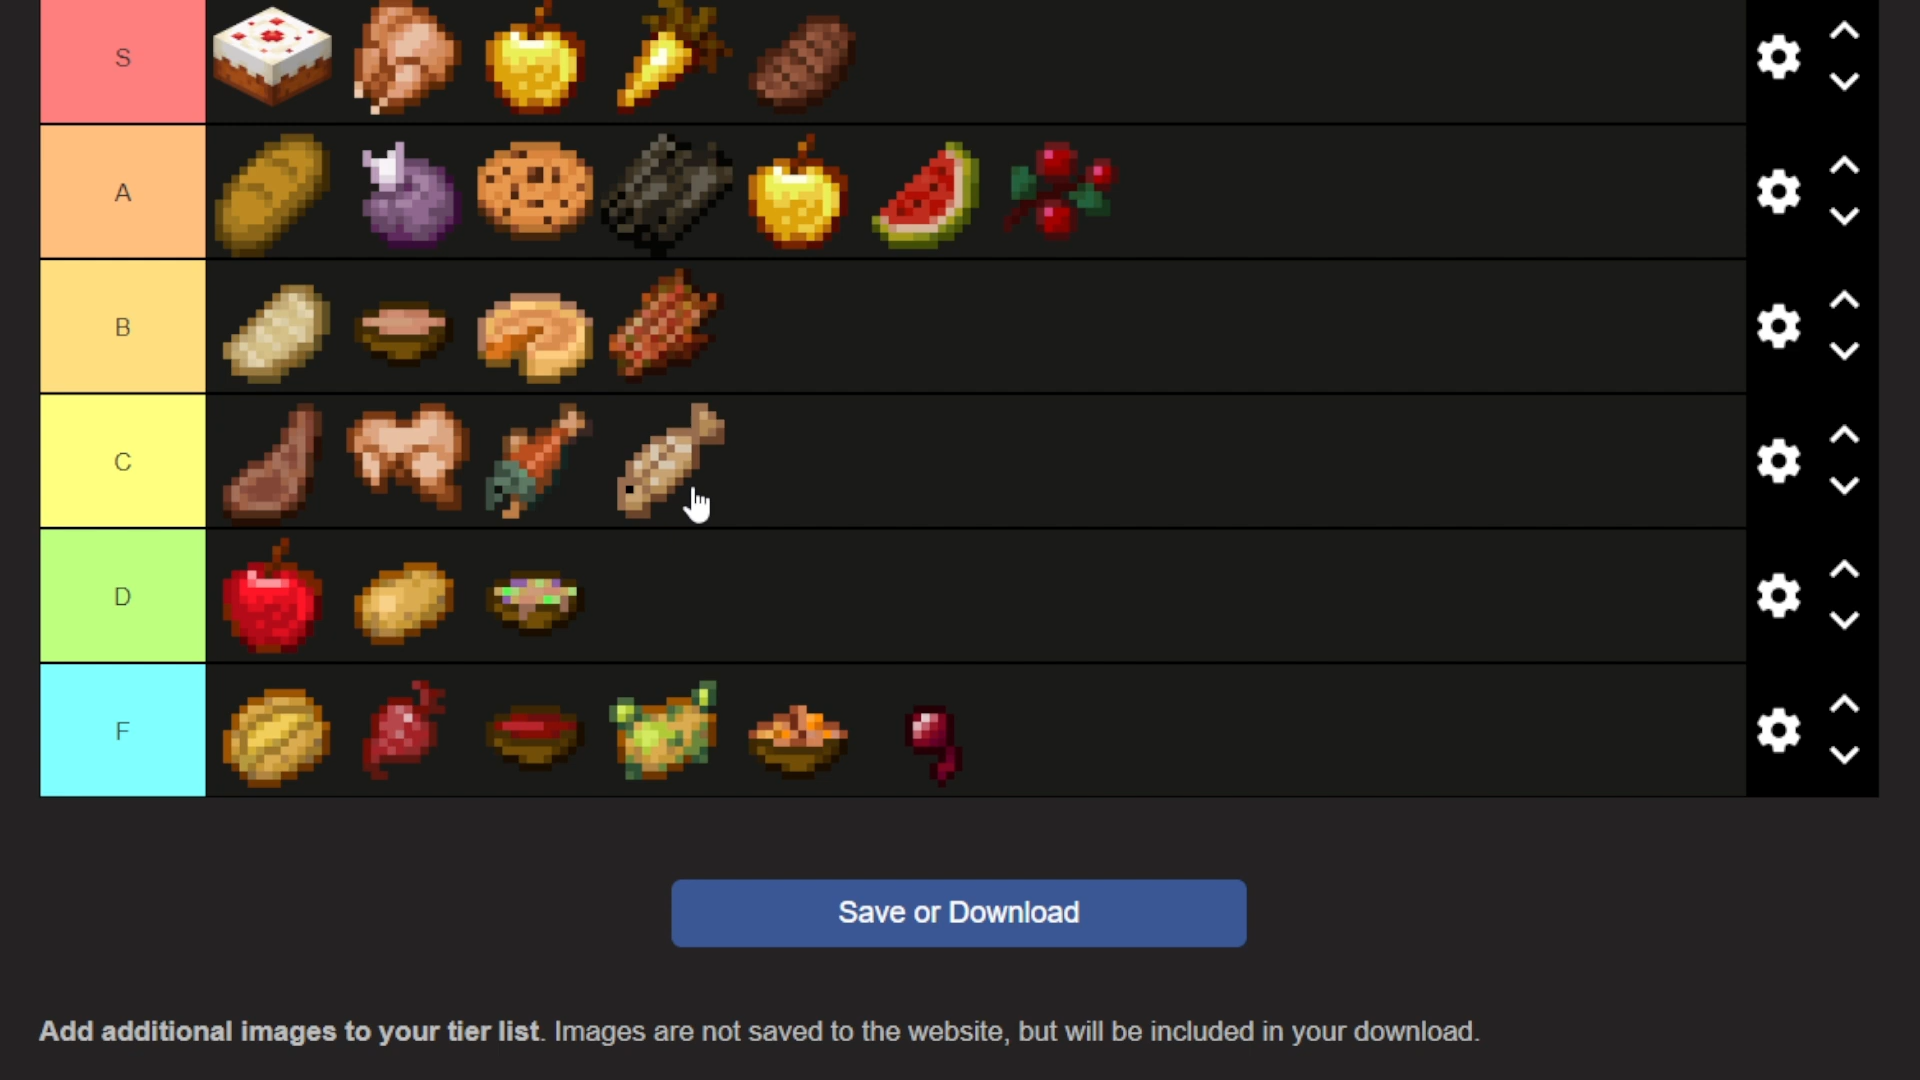 S
A
B
C
D
F
Save or Download
Add additional images to your tier list. Images are not saved to the website, but will be included in your download.